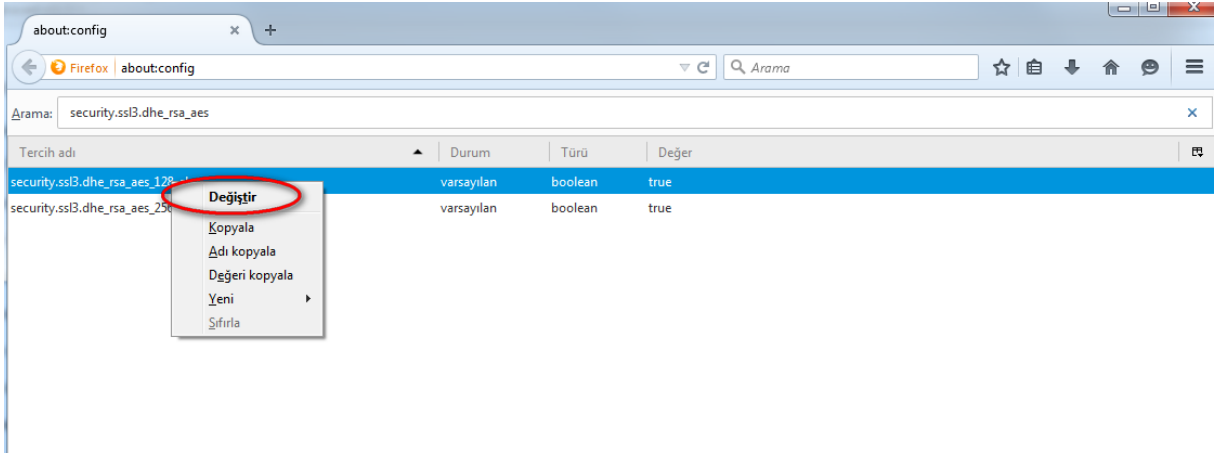 about:config
Firefox about:config Arama
Arama: security.ssl3.dhe_rsa_aes
Tercih adı Durum Türü Değer
security.ssl3.dhe_rsa_aes_128 varsayılan boolean true
security.ssl3.dhe_rsa_aes_256 varsayılan boolean true
Değiştir
Kopyala
Adı kopyala
Değeri kopyala
Yeni
Sıfırla